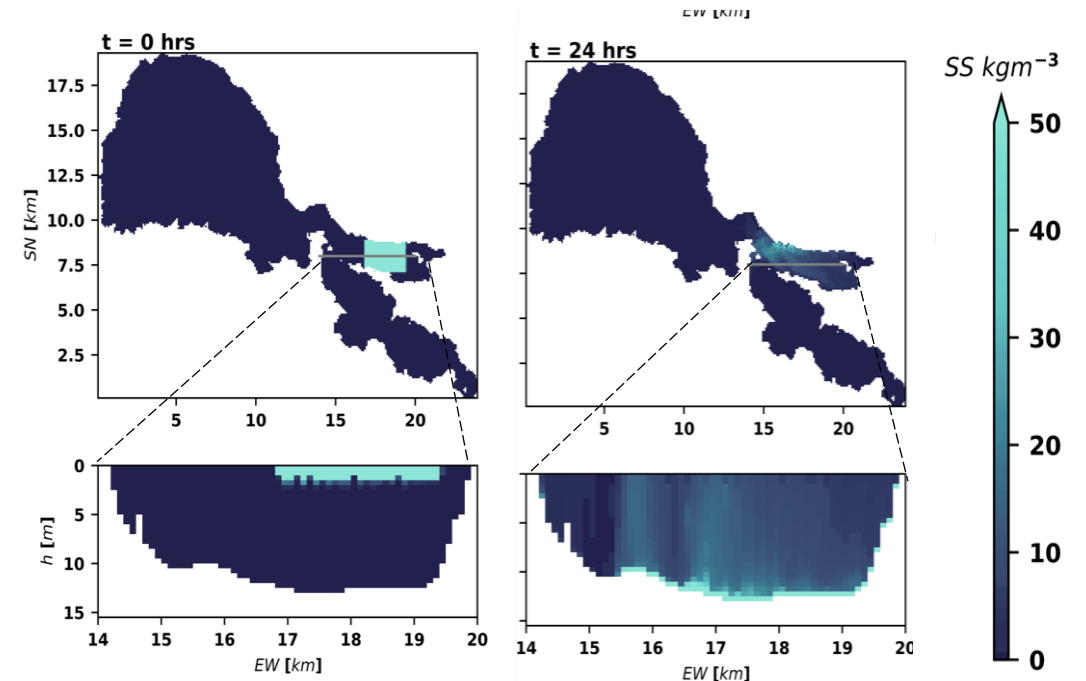 EW [km]
t = 0 hrs
t = 24 hrs
SS kgm⁻³
17.5
15.0
12.5
10.0
7.5
5.0
2.5
SN [km]
5 10 15 20
5 10 15 20
50
40
30
20
10
0
0
5
10
15
h [m]
14 15 16 17 18 19 20
14 15 16 17 18 19 20
EW [km]
EW [km]